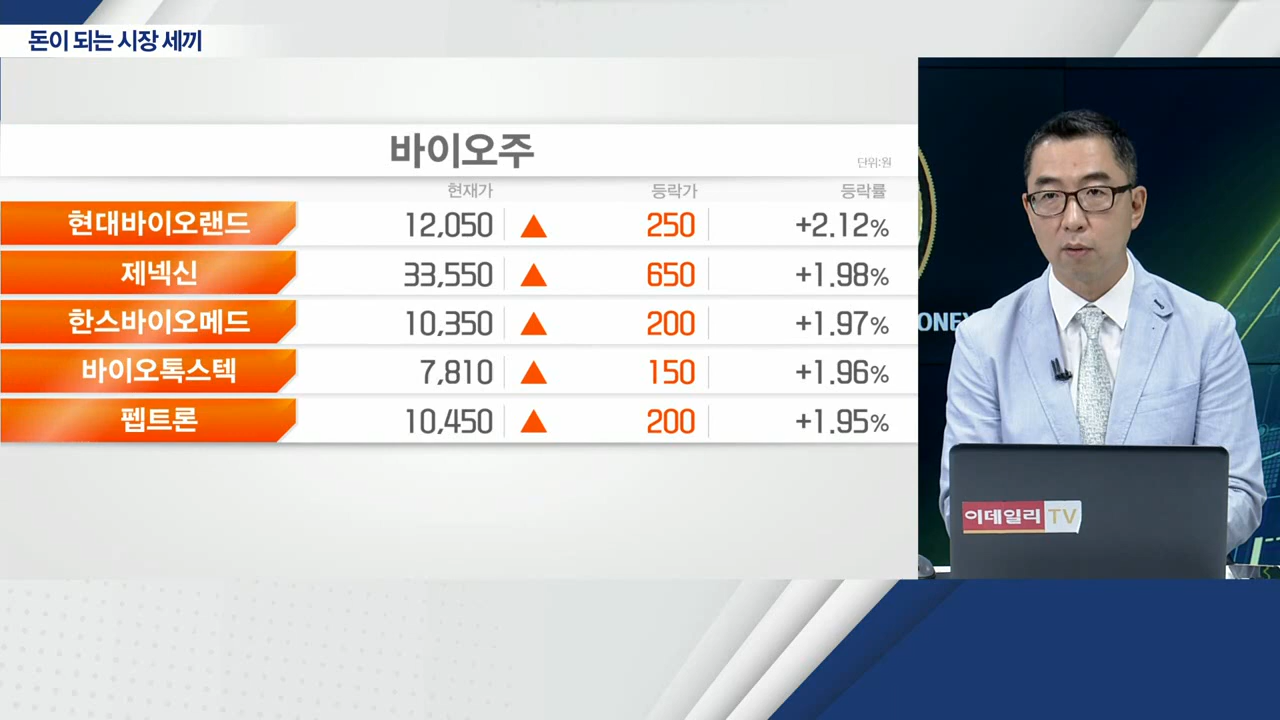 돈이 되는 시장 세끼
바이오주
단위:원
현재가 등락가 등락률
현대바이오랜드 12,050 ▲ 250 +2.12%
제넥신 33,550 ▲ 650 +1.98%
한스바이오메드 10,350 ▲ 200 +1.97%
바이오톡스텍 7,810 ▲ 150 +1.96%
펩트론 10,450 ▲ 200 +1.95%
ONEY
이데일리 TV